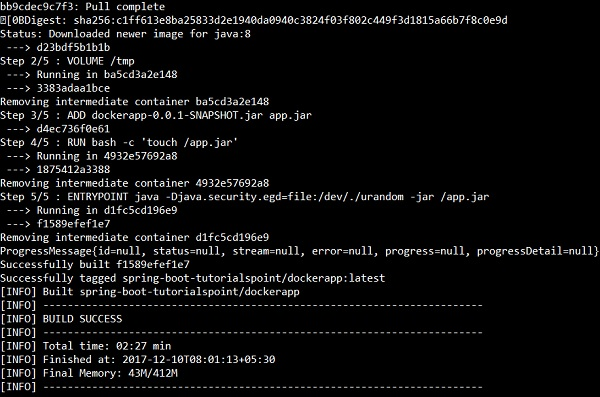 bb9cdec9c7f3: Pull complete
[0BDigest: sha256:c1ff613e8ba25833d2e1940da0940c3824f03f802c449f3d1815a66b7f8c0e9d
Status: Downloaded newer image for java:8
---> d23bdf5b1b1b
Step 2/5 : VOLUME /tmp
---> Running in ba5cd3a2e148
---> 3383adaa1bce
Removing intermediate container ba5cd3a2e148
Step 3/5 : ADD dockerapp-0.0.1-SNAPSHOT.jar app.jar
---> d4ec736f0e61
Step 4/5 : RUN bash -c 'touch /app.jar'
---> Running in 4932e57692a8
---> 1875412a3388
Removing intermediate container 4932e57692a8
Step 5/5 : ENTRYPOINT java -Djava.security.egd=file:/dev/./urandom -jar /app.jar
---> Running in d1fc5cd196e9
---> f1589efef1e7
Removing intermediate container d1fc5cd196e9
ProgressMessage{id=null, status=null, stream=null, error=null, progress=null, progressDetail=null}
Successfully built f1589efef1e7
Successfully tagged spring-boot-tutorialspoint/dockerapp:latest
[INFO] Built spring-boot-tutorialspoint/dockerapp
[INFO] ------------------------------------------------------------------------
[INFO] BUILD SUCCESS
[INFO] ------------------------------------------------------------------------
[INFO] Total time: 02:27 min
[INFO] Finished at: 2017-12-10T08:01:13+05:30
[INFO] Final Memory: 43M/412M
[INFO] ------------------------------------------------------------------------